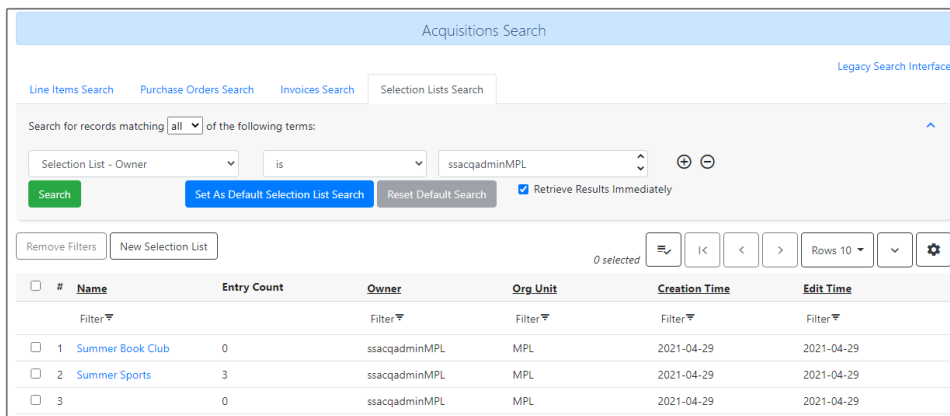 Acquisitions Search
Legacy Search Interface
Line Items Search Purchase Orders Search Invoices Search Selection Lists Search
Search for records matching all of the following terms:
Selection List - Owner is ssacqadminMPL
Search Set As Default Selection List Search Reset Default Search Retrieve Results Immediately
Remove Filters New Selection List 0 selected Rows 10
# Name Entry Count Owner Org Unit Creation Time Edit Time
Filter Filter Filter Filter Filter
1 Summer Book Club 0 ssacqadminMPL MPL 2021-04-29 2021-04-29
2 Summer Sports 3 ssacqadminMPL MPL 2021-04-29 2021-04-29
3 0 ssacqadminMPL MPL 2021-04-29 2021-04-29